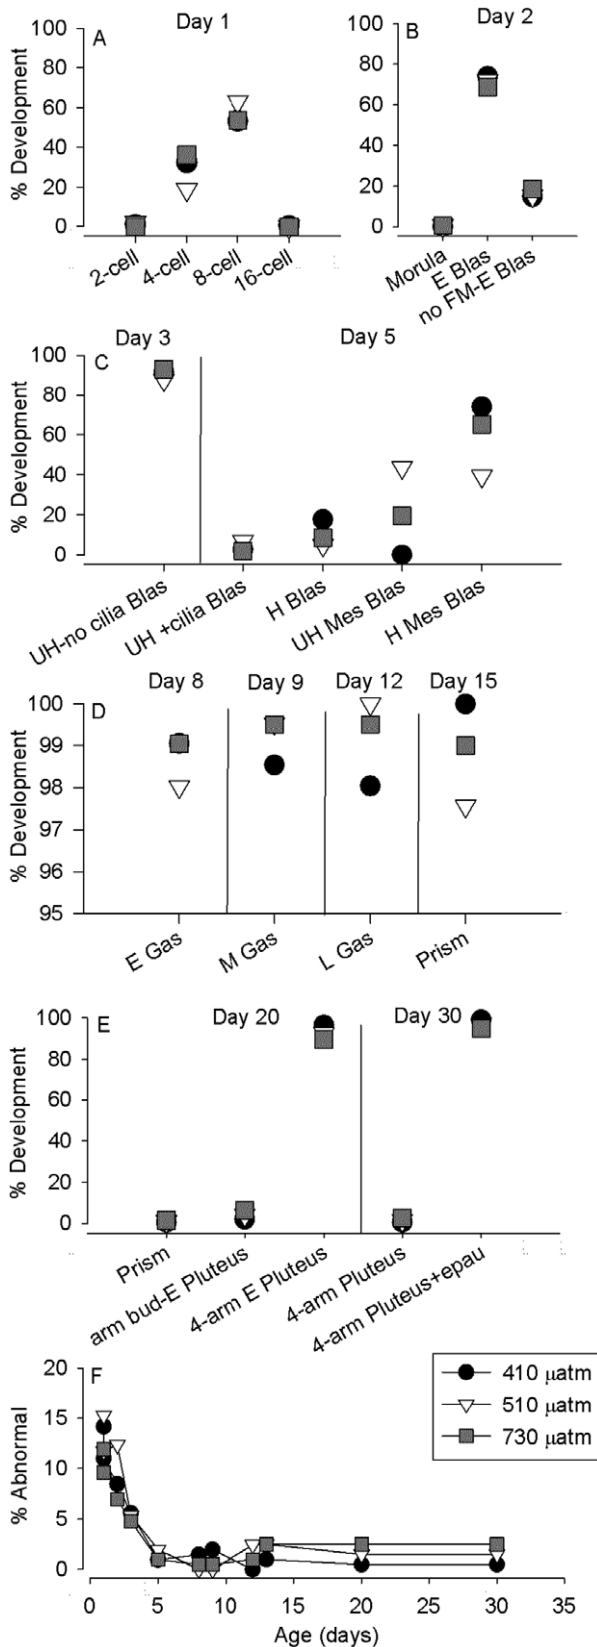 A
Day 1
% Development
100
80
60
40
20
0
2-cell
4-cell
8-cell
16-cell
B
Day 2
100
80
60
40
20
0
Morula
E Blas
no FM-E Blas
Day 3
Day 5
C
% Development
100
80
60
40
20
0
UH-no cilia Blas
UH +cilia Blas
H Blas
UH Mes Blas
H Mes Blas
Day 8
Day 9
Day 12
Day 15
D
% Development
100
99
98
97
96
95
E Gas
M Gas
L Gas
Prism
E
Day 20
Day 30
% Development
100
80
60
40
20
0
Prism
arm bud-E Pluteus
4-arm E Pluteus
4-arm Pluteus
4-arm Pluteus+epau
F
% Abnormal
20
15
10
5
0
410 µatm
510 µatm
730 µatm
0 5 10 15 20 25 30 35
Age (days)